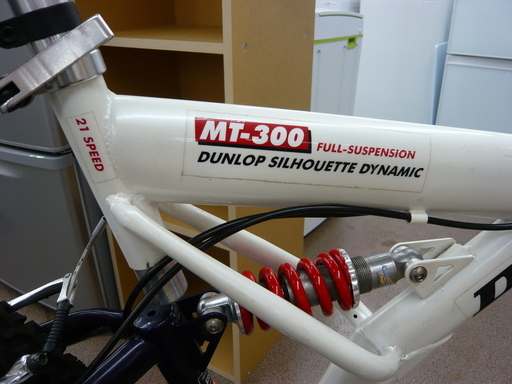 21 SPEED
MT-300 FULL-SUSPENSION
DUNLOP SILHOUETTE DYNAMIC